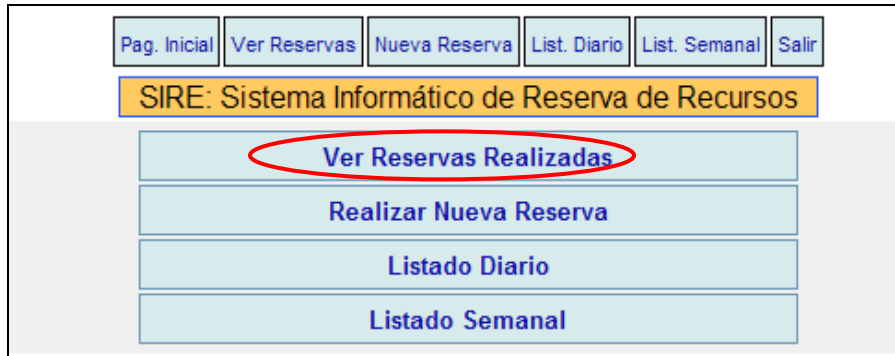 Pag. Inicial Ver Reservas Nueva Reserva List. Diario List. Semanal Salir
SIRE: Sistema Informático de Reserva de Recursos
Ver Reservas Realizadas
Realizar Nueva Reserva
Listado Diario
Listado Semanal